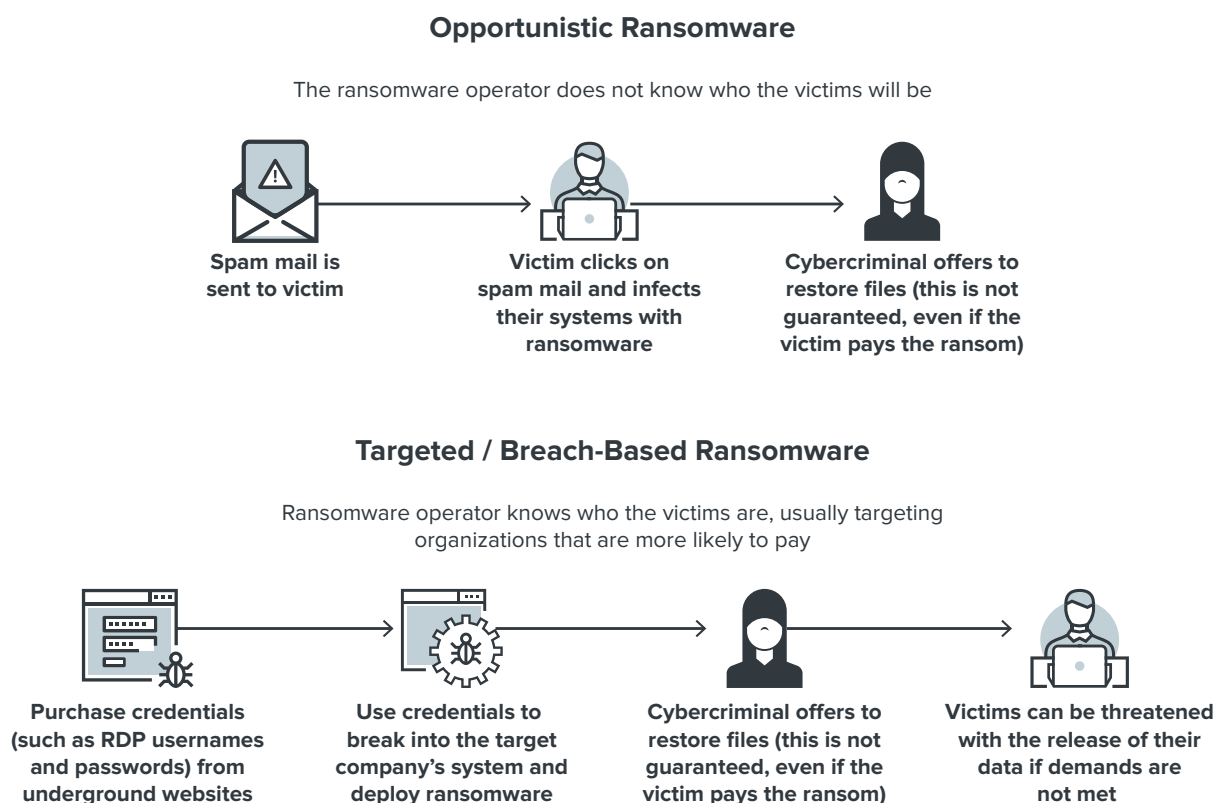 Opportunistic Ransomware
The ransomware operator does not know who the victims will be
Spam mail is
sent to victim
Victim clicks on
spam mail and infects
their systems with
ransomware
Cybercriminal offers to
restore files (this is not
guaranteed, even if the
victim pays the ransom)
Targeted / Breach-Based Ransomware
Ransomware operator knows who the victims are, usually targeting
organizations that are more likely to pay
Purchase credentials
(such as RDP usernames
and passwords) from
underground websites
Use credentials to
break into the target
company’s system and
deploy ransomware
Cybercriminal offers to
restore files (this is not
guaranteed, even if the
victim pays the ransom)
Victims can be threatened
with the release of their
data if demands are
not met